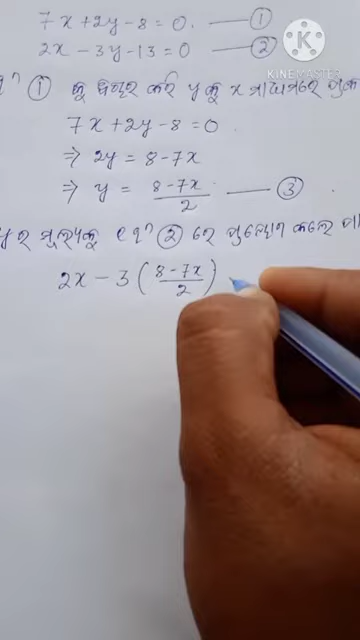 7x + 2y - 8 = 0 —— ①
2x - 3y - 13 = 0 —— ②
KINEMASTER
eqⁿ ① କୁ ବିଚାର କରି y କୁ x ମାଧ୍ୟମରେ
7x + 2y - 8 = 0
⇒ 2y = 8 - 7x
⇒ y = (8 - 7x)/2 —— ③
y ର ମୂଲ୍ୟକୁ eqⁿ ② ରେ ପ୍ରୟୋଗ କଲେ
2x - 3 ( (8 - 7x)/2 )